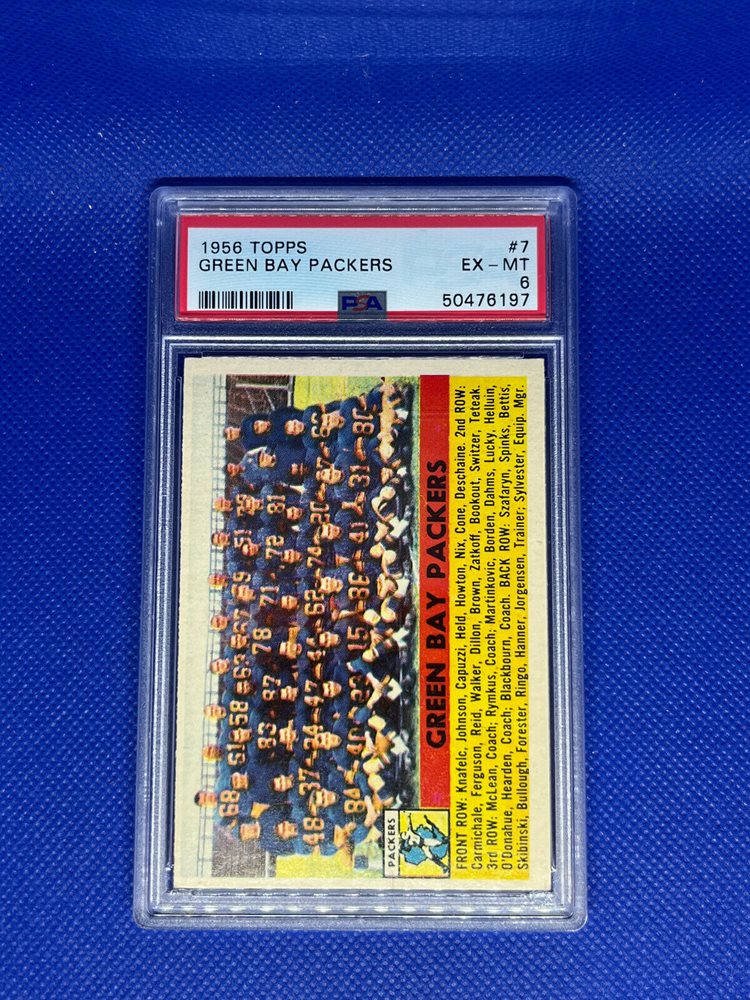 1956 TOPPS #7
GREEN BAY PACKERS EX - MT
6
PSA 50476197
GREEN BAY PACKERS
PACKERS
FRONT ROW: Knafelc, Johnson, Capuzzi, Held, Howton, Nix, Cone, Deschaine. 2nd ROW:
Carmichale, Ferguson, Reid, Walker, Dillon, Brown, Zatkoff, Bookout, Switzer, Teteak.
3rd ROW: McLean, Coach; Rymkus, Coach; Martinkovic, Borden, Dahms, Lucky, Helluin,
O'Donahue, Hearden, Coach; Blackbourn, Coach. BACK ROW: Szafaryn, Spinks, Bettis,
Skibinski, Bullough, Forester, Ringo, Hanner, Jorgensen, Trainer; Sylvester, Equip. Mgr.